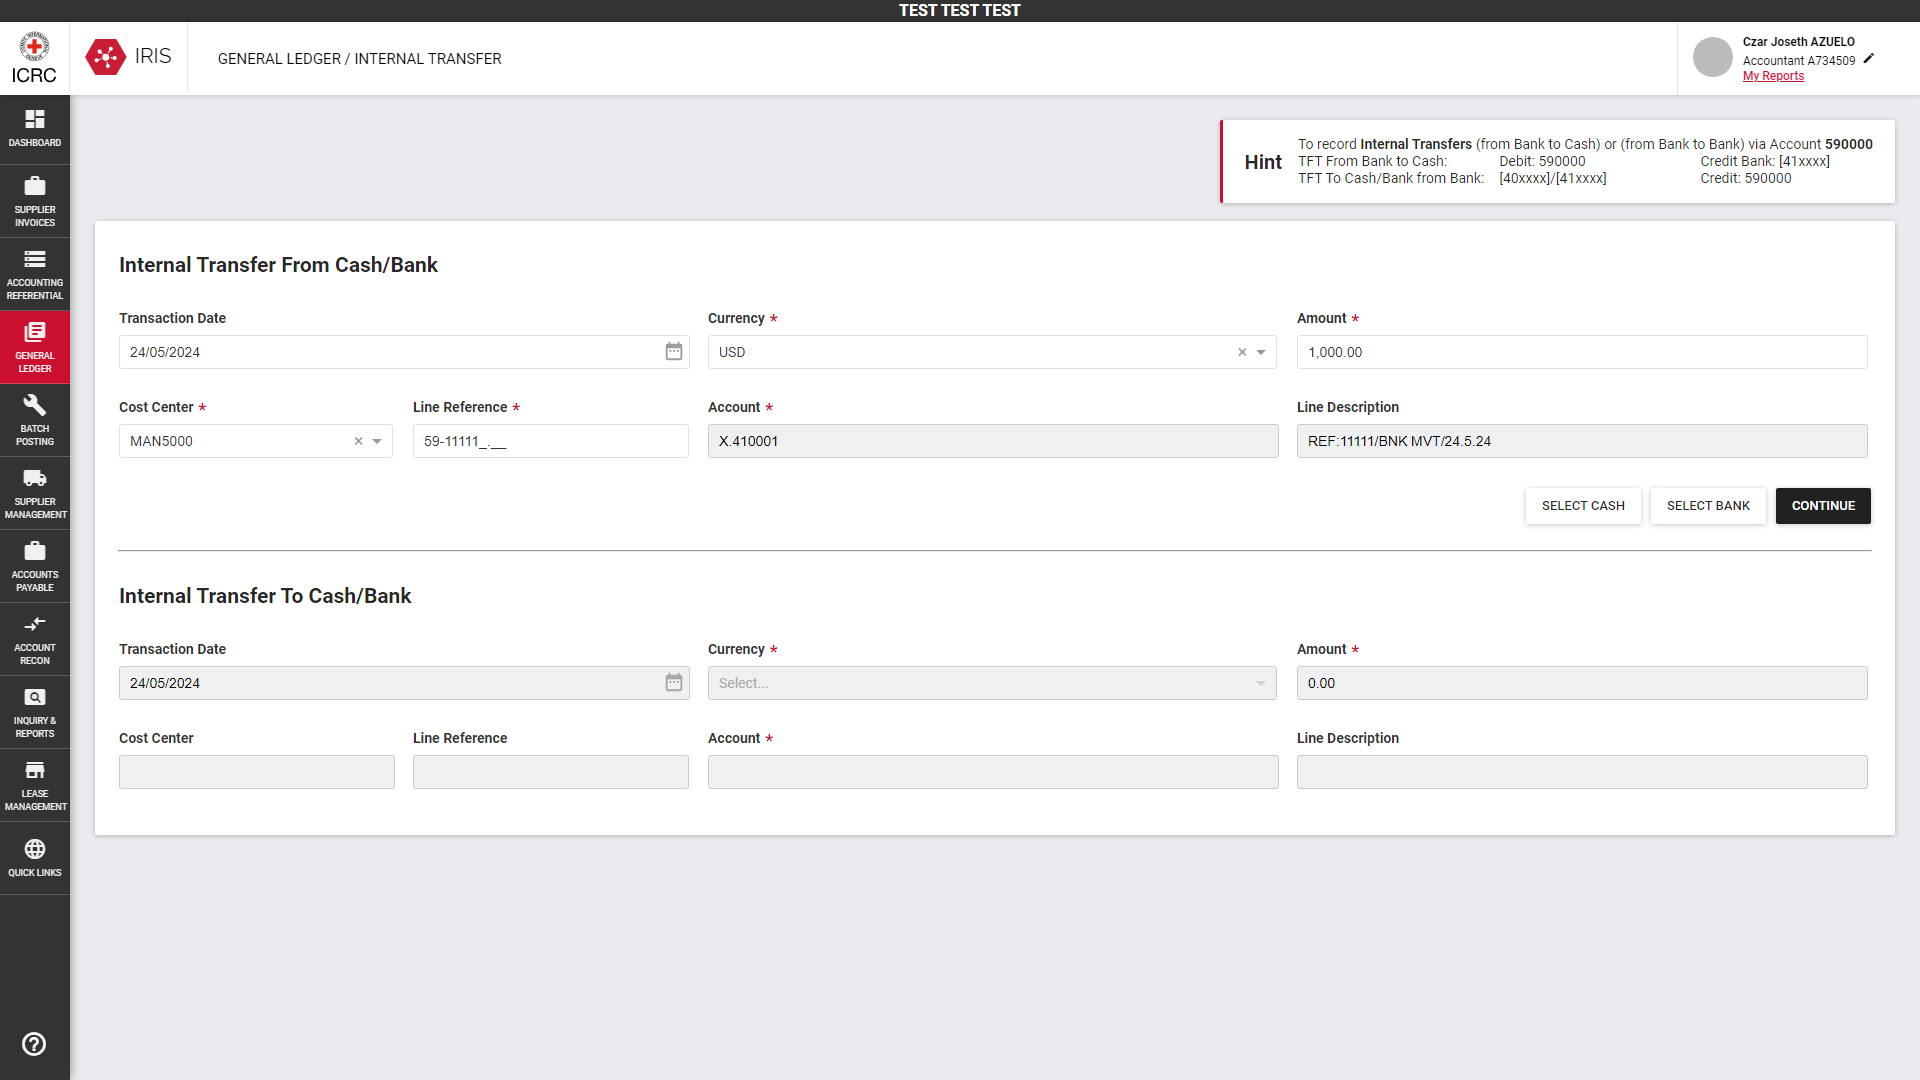 TEST TEST TEST
ICRC
IRIS
GENERAL LEDGER / INTERNAL TRANSFER
Czar Joseth AZUELO
Accountant A734509
My Reports
DASHBOARD
SUPPLIER
INVOICES
ACCOUNTING
REFERENTIAL
GENERAL
LEDGER
BATCH
POSTING
SUPPLIER
MANAGEMENT
ACCOUNTS
PAYABLE
ACCOUNT
RECON
INQUIRY &
REPORTS
LEASE
MANAGEMENT
QUICK LINKS
Hint
To record Internal Transfers (from Bank to Cash) or (from Bank to Bank) via Account 590000
TFT From Bank to Cash: Debit: 590000 Credit Bank: [41xxxx]
TFT To Cash/Bank from Bank: [40xxxx]/[41xxxx] Credit: 590000
Internal Transfer From Cash/Bank
Transaction Date Currency * Amount *
24/05/2024 USD 1,000.00
Cost Center * Line Reference * Account * Line Description
MAN5000 59-11111_.__ X.410001 REF:11111/BNK MVT/24.5.24
SELECT CASH SELECT BANK CONTINUE
Internal Transfer To Cash/Bank
Transaction Date Currency * Amount *
24/05/2024 Select... 0.00
Cost Center Line Reference Account * Line Description